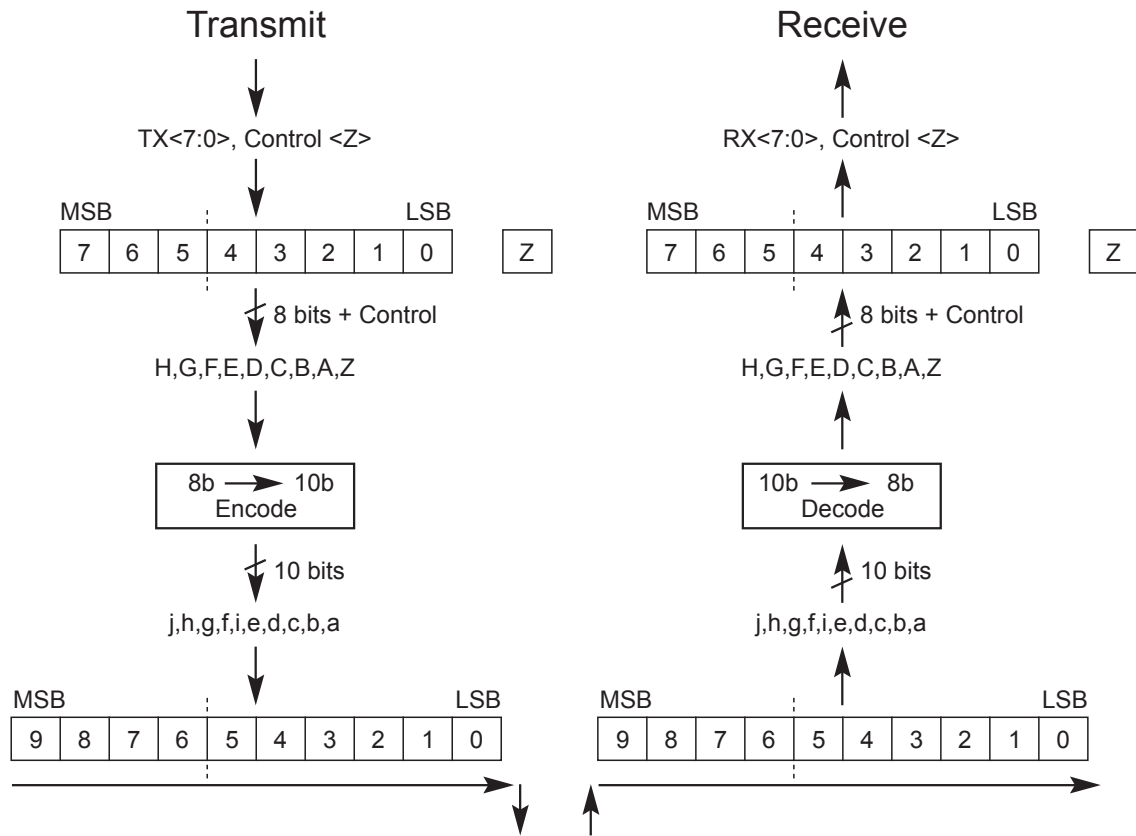 Transmit
TX<7:0>, Control <Z>
MSB LSB
7 6 5 4 3 2 1 0 Z
8 bits + Control
H,G,F,E,D,C,B,A,Z
8b 10b
Encode
10 bits
j,h,g,f,i,e,d,c,b,a
MSB LSB
9 8 7 6 5 4 3 2 1 0
Receive
RX<7:0>, Control <Z>
MSB LSB
7 6 5 4 3 2 1 0 Z
8 bits + Control
H,G,F,E,D,C,B,A,Z
10b 8b
Decode
10 bits
j,h,g,f,i,e,d,c,b,a
MSB LSB
9 8 7 6 5 4 3 2 1 0